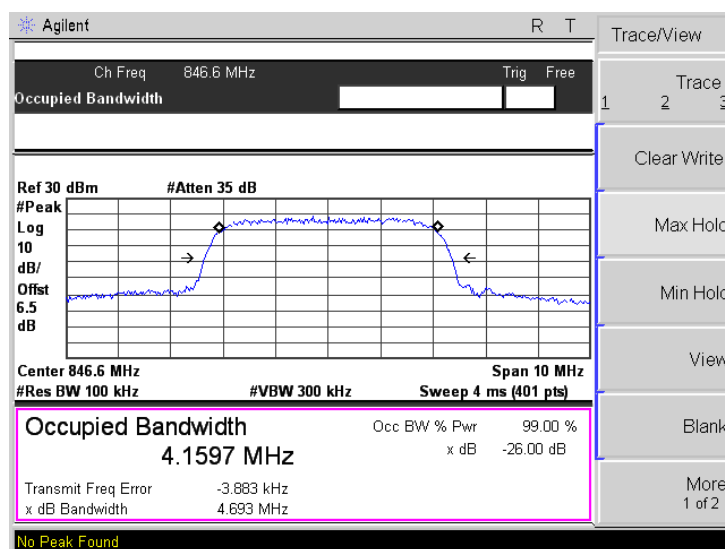 Agilent R T
Trace/View
Ch Freq 846.6 MHz Trig Free
Occupied Bandwidth
Trace
1 2 3
Clear Write
Ref 30 dBm #Atten 35 dB
#Peak
Log
10
dB/
Offst
6.5
dB
Max Hold
Min Hold
View
Center 846.6 MHz Span 10 MHz
#Res BW 100 kHz #VBW 300 kHz Sweep 4 ms (401 pts)
Occupied Bandwidth Occ BW % Pwr 99.00 %
4.1597 MHz x dB -26.00 dB
Transmit Freq Error -3.883 kHz
x dB Bandwidth 4.693 MHz
Blank
More
1 of 2
No Peak Found